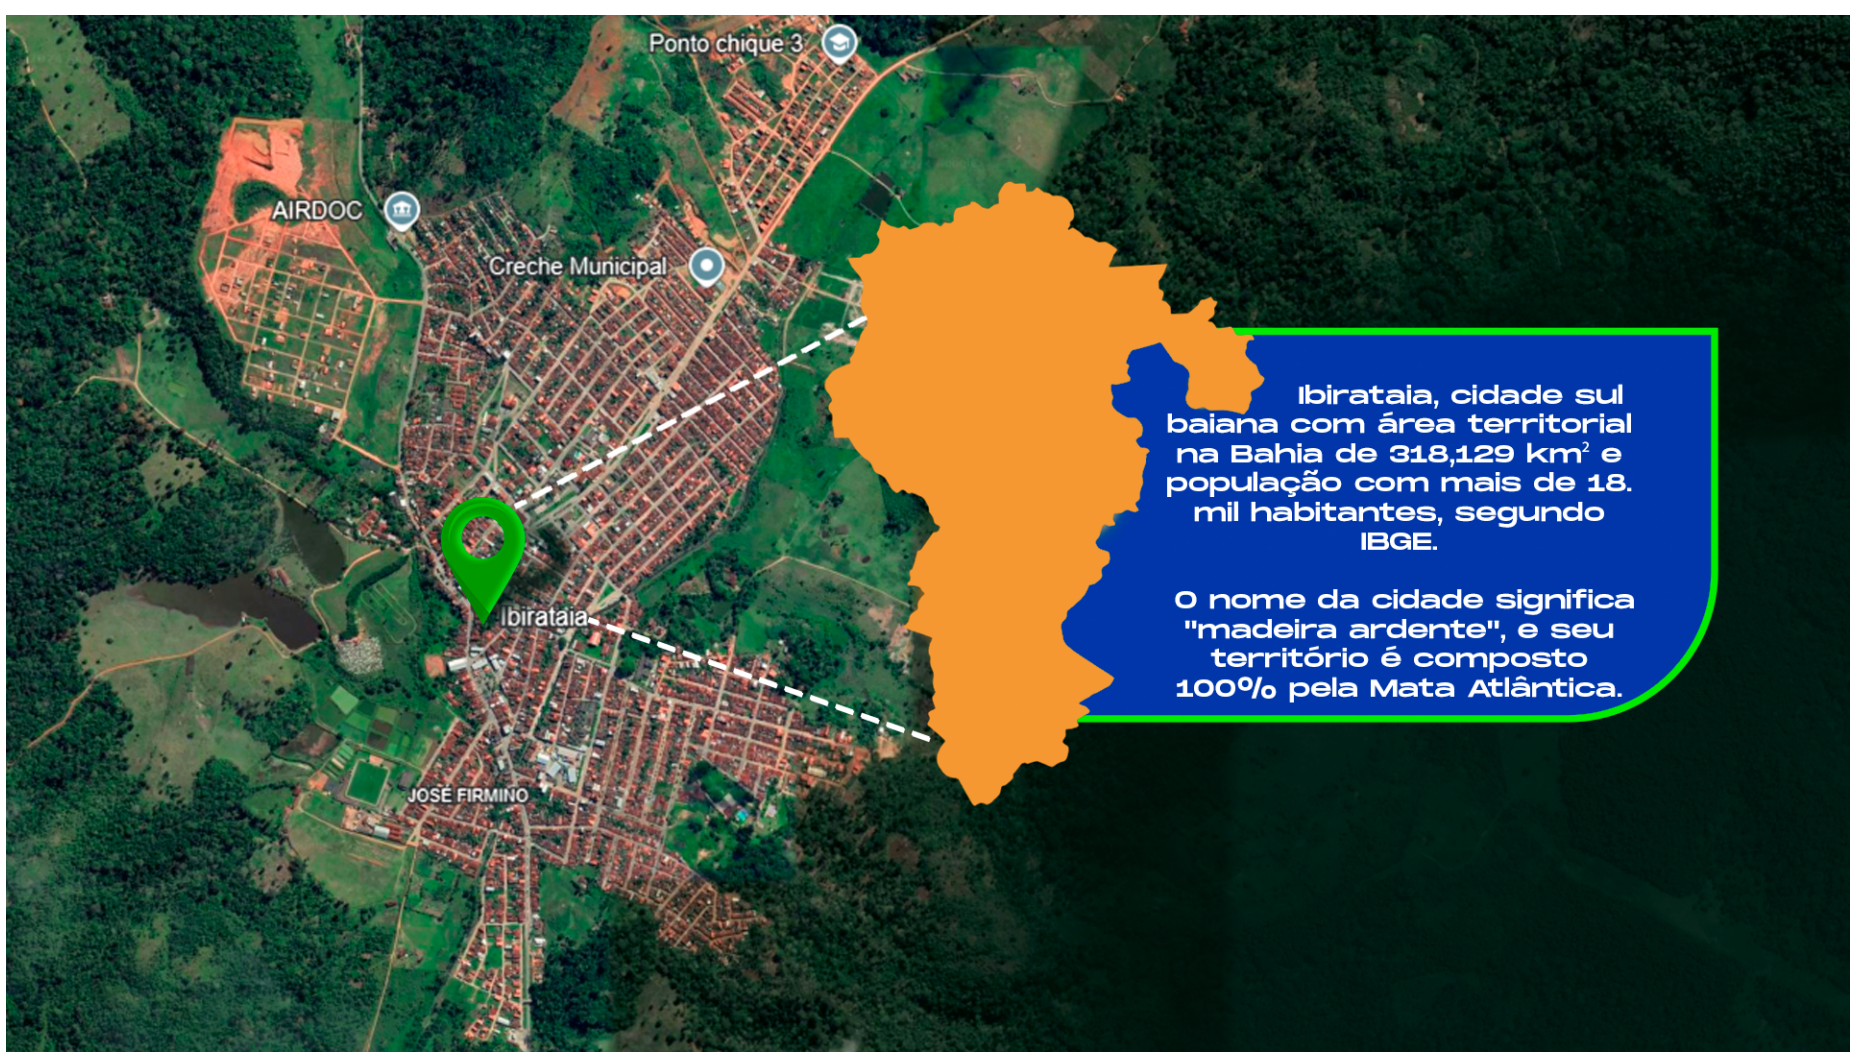 Ponto chique 3
AIRDOC
Creche Municipal
Ibirataia
JOSÉ FIRMINO
Ibirataia, cidade sul
baiana com área territorial
na Bahia de 318,129 km² e
população com mais de 18.
mil habitantes, segundo
IBGE.
O nome da cidade significa
"madeira ardente", e seu
território é composto
100% pela Mata Atlântica.